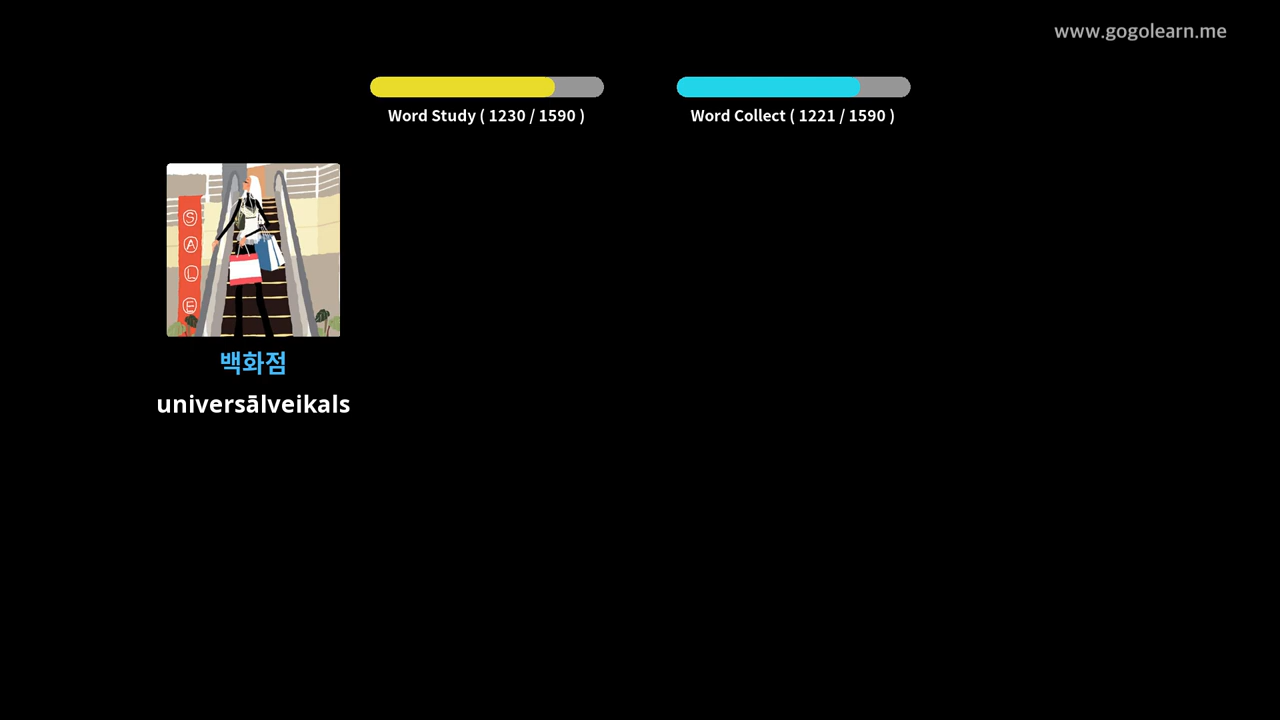 www.gogolearn.me
Word Study ( 1230 / 1590 )
Word Collect ( 1221 / 1590 )
SALE
백화점
universālveikals